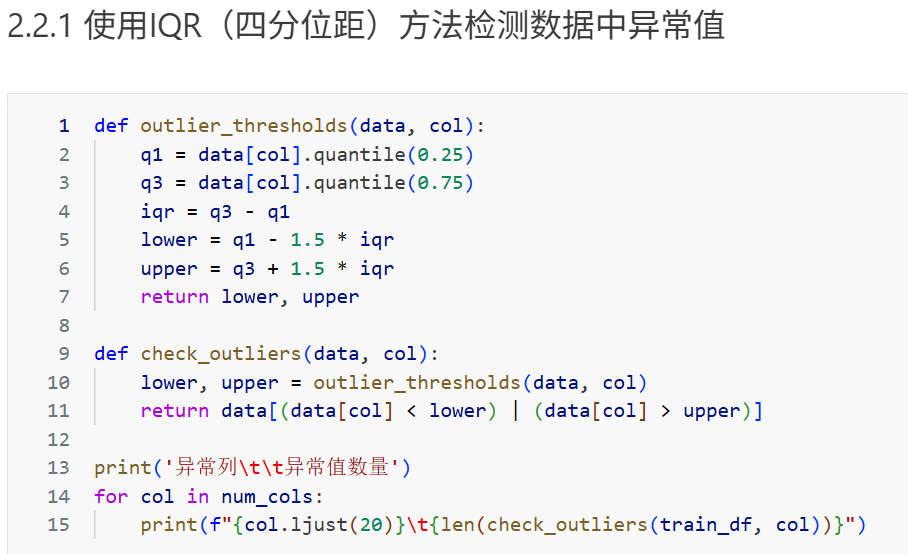 2.2.1 使用IQR（四分位距）方法检测数据中异常值
1 def outlier_thresholds(data, col):
2     q1 = data[col].quantile(0.25)
3     q3 = data[col].quantile(0.75)
4     iqr = q3 - q1
5     lower = q1 - 1.5 * iqr
6     upper = q3 + 1.5 * iqr
7     return lower, upper
8
9 def check_outliers(data, col):
10     lower, upper = outlier_thresholds(data, col)
11     return data[(data[col] < lower) | (data[col] > upper)]
12
13 print('异常列\t\t异常值数量')
14 for col in num_cols:
15     print(f"{col.ljust(20)}\t{len(check_outliers(train_df, col))}")